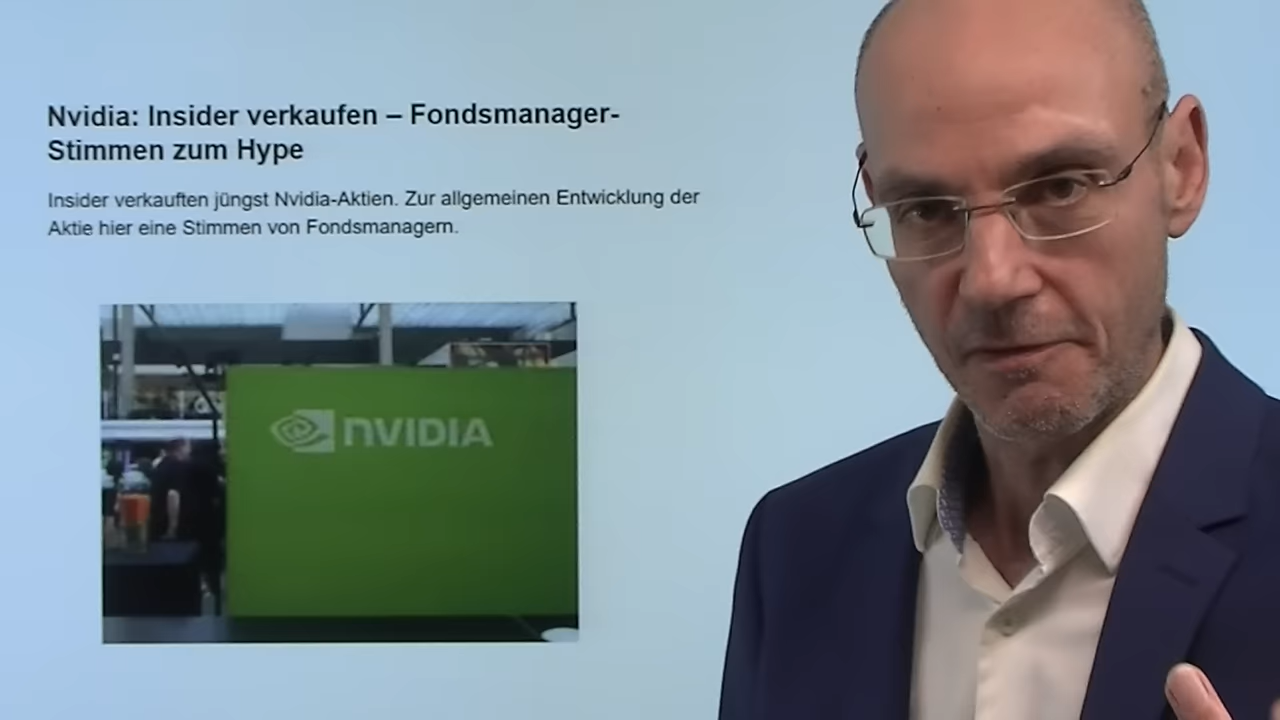 Nvidia: Insider verkaufen – Fondsmanager-
Stimmen zum Hype
Insider verkauften jüngst Nvidia-Aktien. Zur allgemeinen Entwicklung der
Aktie hier eine Stimmen von Fondsmanagern.
NVIDIA